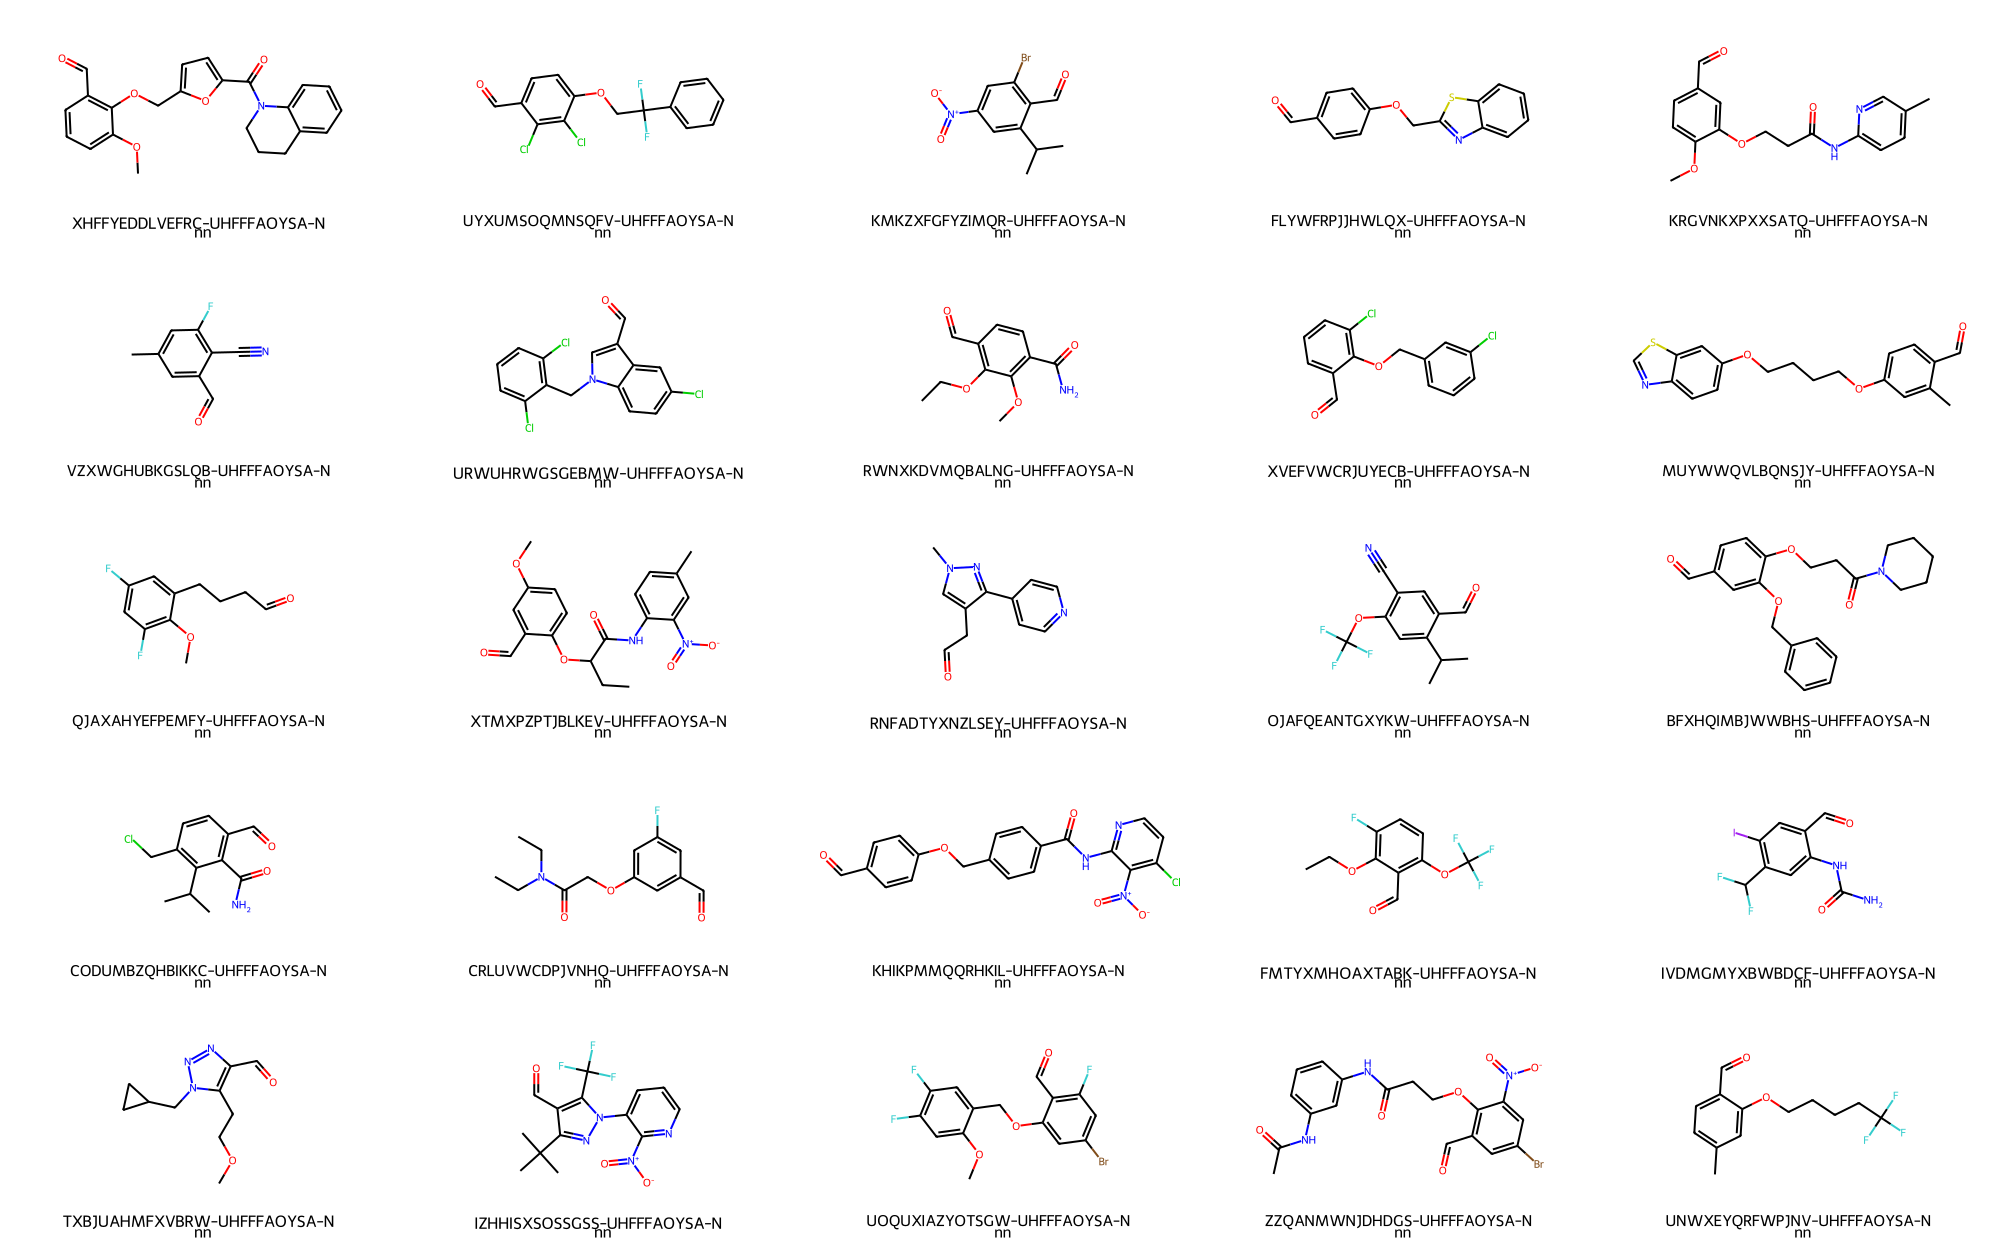 XHFFYEDDLVEFRC-UHFFFAOYSA-N
nn
UYXUMSOQMNSQFV-UHFFFAOYSA-N
nn
KMKZXFGFYZIMQR-UHFFFAOYSA-N
nn
FLYWFRPJJHWLQX-UHFFFAOYSA-N
nn
KRGVNKXPXXSATQ-UHFFFAOYSA-N
nn
VZXWGHUBKGSLQB-UHFFFAOYSA-N
nn
URWUHRWGSGEBMW-UHFFFAOYSA-N
nn
RWNXKDVMQBALNG-UHFFFAOYSA-N
nn
XVEFVWCRJUYECB-UHFFFAOYSA-N
nn
MUYWWQVLBQNSJY-UHFFFAOYSA-N
nn
QJAXAHYEFPEMFY-UHFFFAOYSA-N
nn
XTMXPZPTJBLKEV-UHFFFAOYSA-N
nn
RNFADTYXNZLSEY-UHFFFAOYSA-N
nn
OJAFQEANTGXYKW-UHFFFAOYSA-N
nn
BFXHQIMBJWWBHS-UHFFFAOYSA-N
nn
CODUMBZQHBIKKC-UHFFFAOYSA-N
nn
CRLUVWCDPJVNHQ-UHFFFAOYSA-N
nn
KHIKPMMQQRHKIL-UHFFFAOYSA-N
nn
FMTYXMHOAXTABK-UHFFFAOYSA-N
nn
IVDMGMYXBWBDCF-UHFFFAOYSA-N
nn
TXBJUAHMFXVBRW-UHFFFAOYSA-N
nn
IZHHISXSOSSGSS-UHFFFAOYSA-N
nn
UOQUXIAZYOTSGW-UHFFFAOYSA-N
nn
ZZQANMWNJDHDGS-UHFFFAOYSA-N
nn
UNWXEYQRFWPJNV-UHFFFAOYSA-N
nn